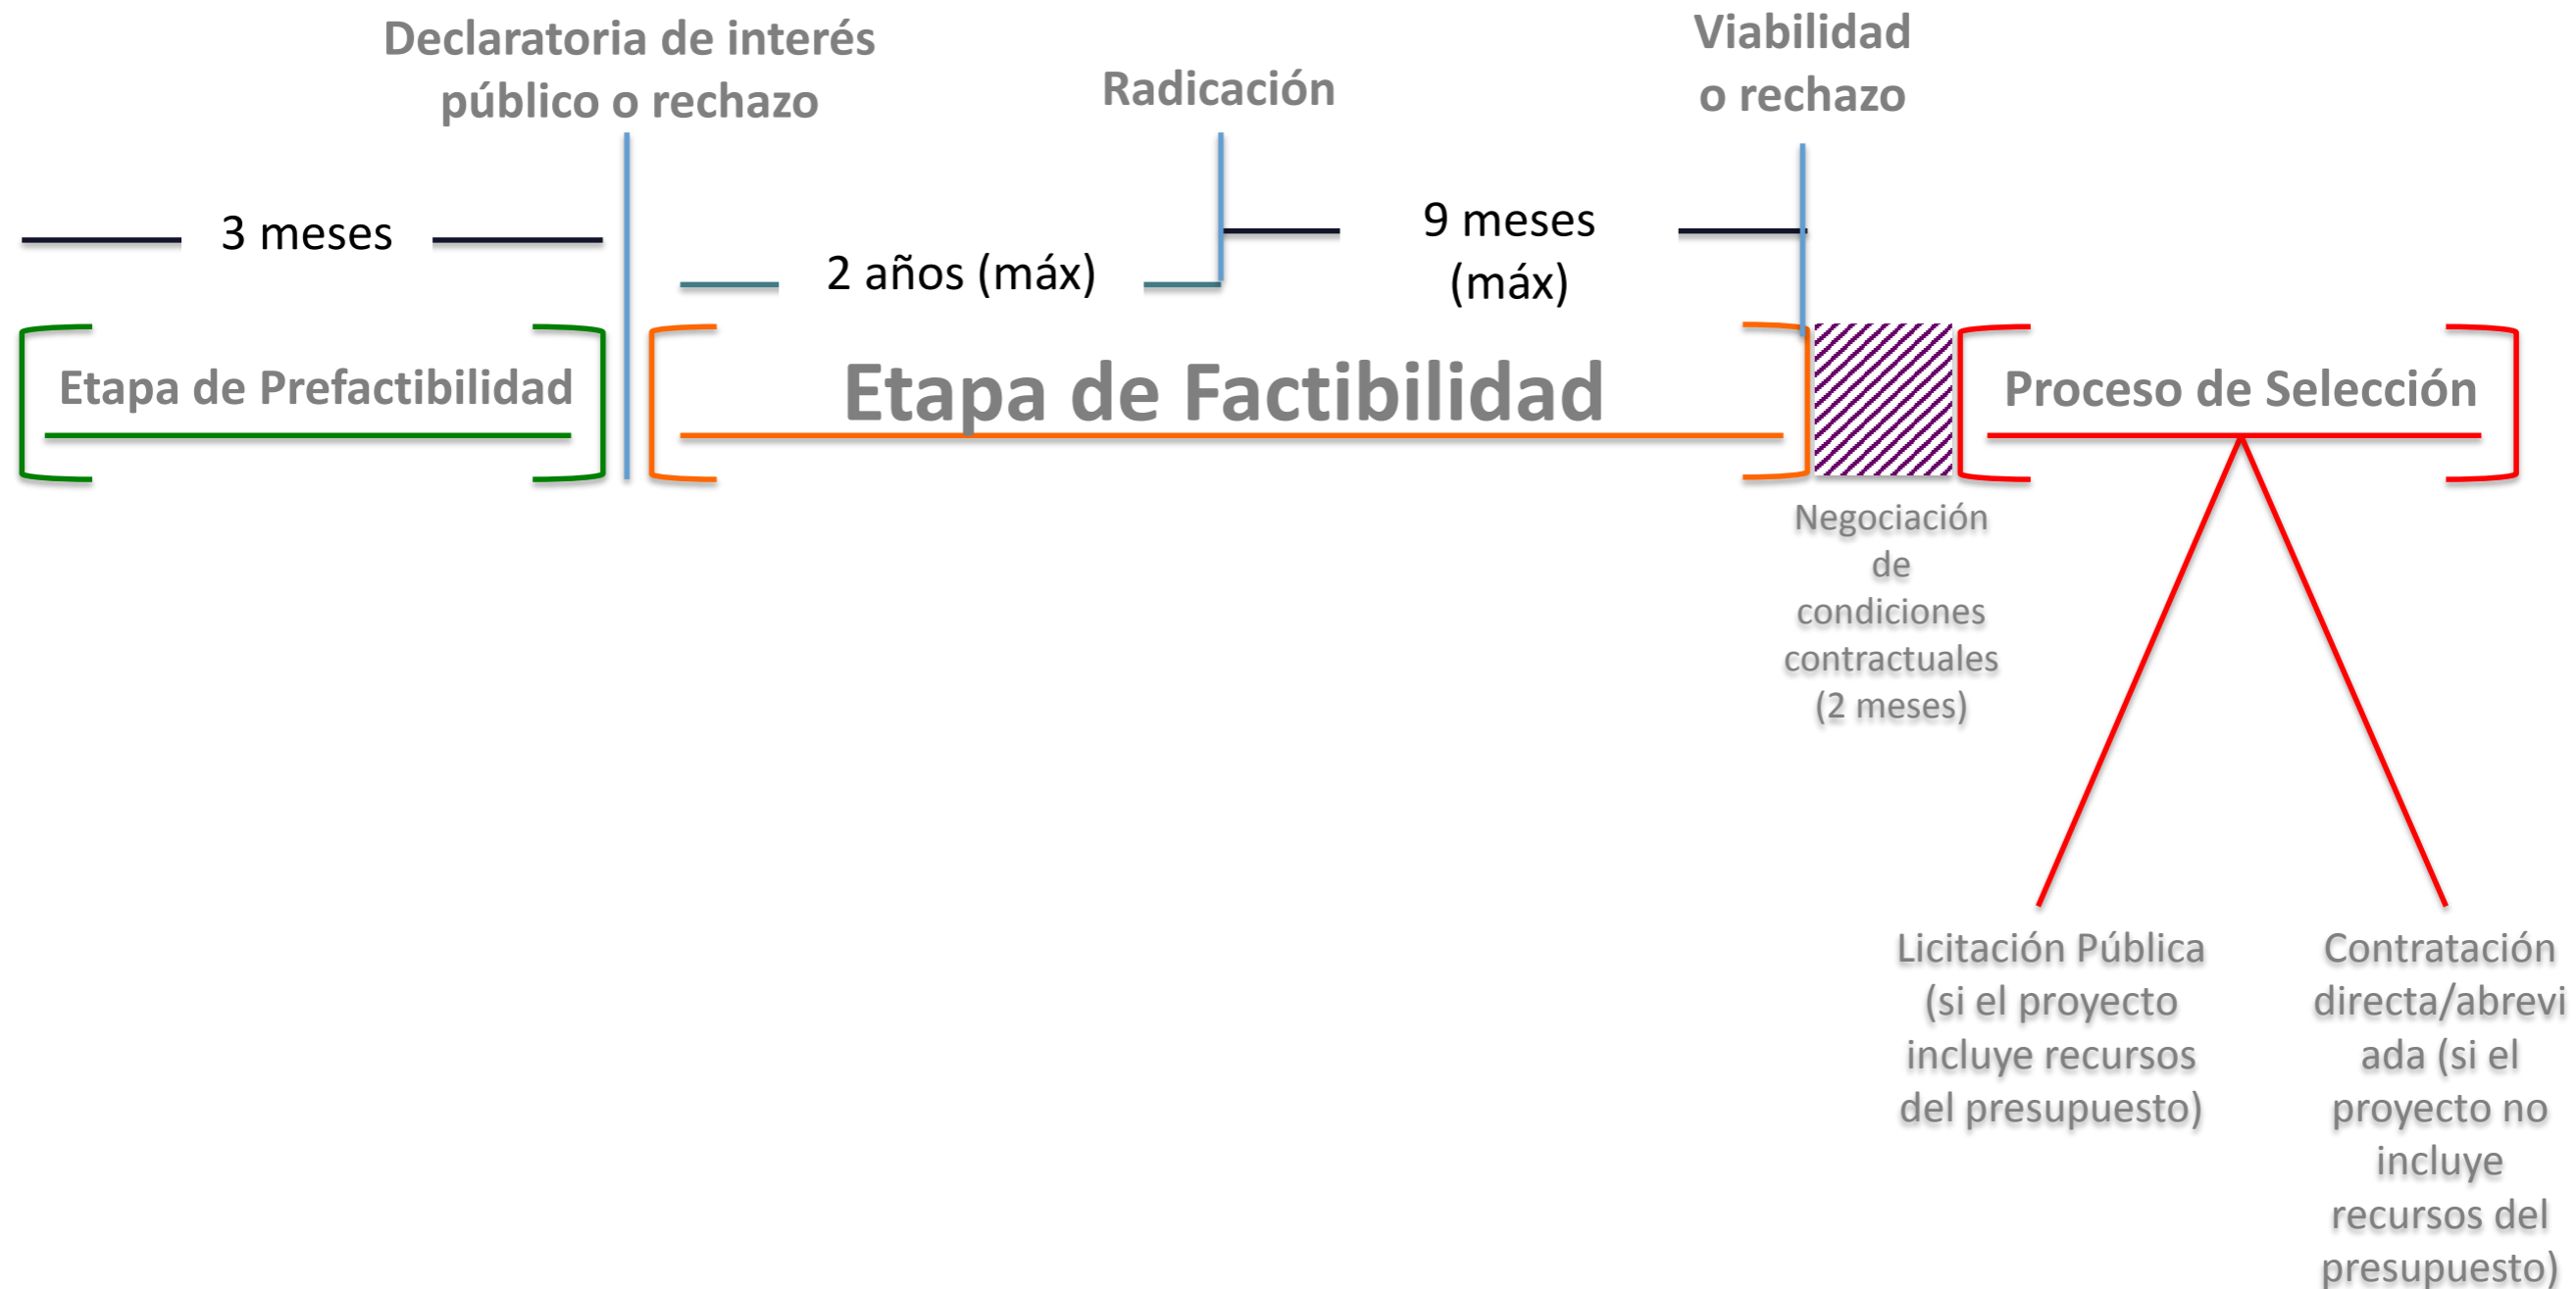 Declaratoria de interés
público o rechazo
Radicación
Viabilidad
o rechazo
3 meses
2 años (máx)
9 meses
(máx)
Etapa de Prefactibilidad
Etapa de Factibilidad
Proceso de Selección
Negociación
de
condiciones
contractuales
(2 meses)
Licitación Pública
(si el proyecto
incluye recursos
del presupuesto)
Contratación
directa/abrevi
ada (si el
proyecto no
incluye
recursos del
presupuesto)